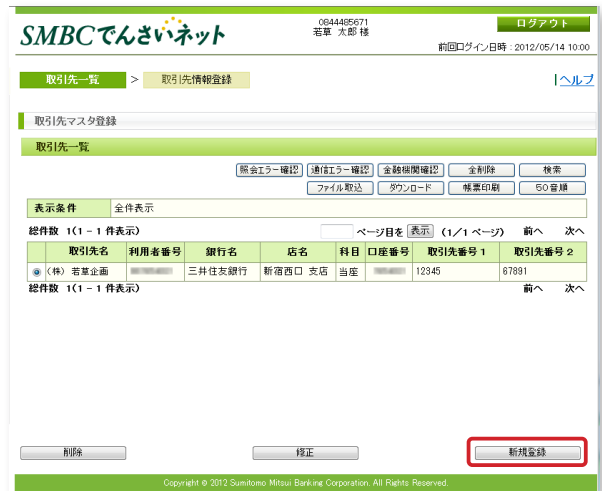 SMBCでんさいネット
0844485671
若草 太郎 様
ログアウト
前回ログイン日時：2012/05/14 10:00
取引先一覧 > 取引先情報登録
ヘルプ
取引先マスタ登録
取引先一覧
照会エラー確認 通信エラー確認 金融機関確認 全削除 検索
ファイル取込 ダウンロード 帳票印刷 50音順
表示条件 全件表示
総件数 1(1 - 1 件表示) ページ目を 表示 (1/1 ページ) 前へ 次へ
取引先名 利用者番号 銀行名 店名 科目 口座番号 取引先番号1 取引先番号2
(株) 若草企画 三井住友銀行 新宿西口 支店 当座 12345 67891
総件数 1(1 - 1 件表示) 前へ 次へ
削除 修正 新規登録
Copyright © 2012 Sumitomo Mitsui Banking Corporation. All Rights Reserved.